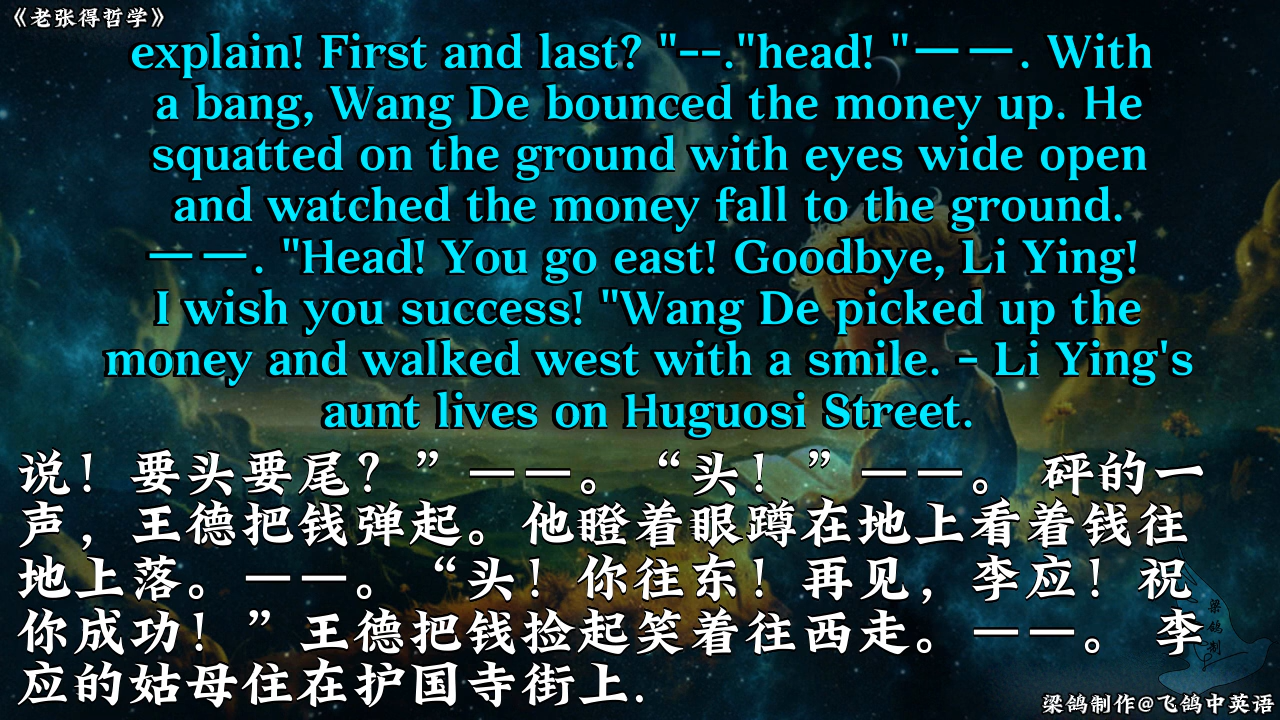 《老张得哲学》
explain! First and last? "--."head! "一一. With
a bang, Wang De bounced the money up. He
squatted on the ground with eyes wide open
and watched the money fall to the ground.
一一. "Head! You go east! Goodbye, Li Ying!
I wish you success! "Wang De picked up the
money and walked west with a smile. - Li Ying's
aunt lives on Huguosi Street.
说！要头要尾？”一一。“头！”一一。 砰的一
声，王德把钱弹起。他瞪着眼蹲在地上看着钱往
地上落。一一。“头！你往东！再见，李应！祝
你成功！”王德把钱捡起笑着往西走。一一。 李
应的姑母住在护国寺街上.
梁鸽制
梁鸽制作@飞鸽中英语